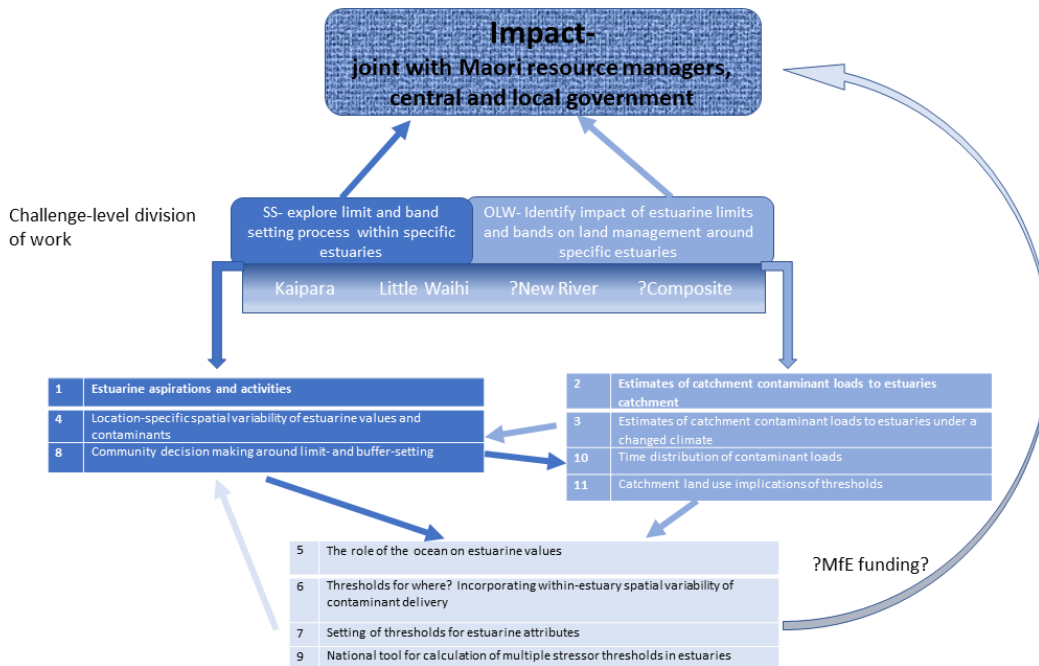 Impact-
joint with Maori resource managers,
central and local government
Challenge-level division
of work
SS- explore limit and band
setting process within specific
estuaries
OLW- Identify impact of estuarine limits
and bands on land management around
specific estuaries
Kaipara Little Waihi ?New River ?Composite
1 Estuarine aspirations and activities
4 Location-specific spatial variability of estuarine values and
contaminants
8 Community decision making around limit- and buffer-setting
2 Estimates of catchment contaminant loads to estuaries
catchment
3 Estimates of catchment contaminant loads to estuaries under a
changed climate
10 Time distribution of contaminant loads
11 Catchment land use implications of thresholds
5 The role of the ocean on estuarine values
6 Thresholds for where? Incorporating within-estuary spatial variability of
contaminant delivery
7 Setting of thresholds for estuarine attributes
9 National tool for calculation of multiple stressor thresholds in estuaries
?MfE funding?